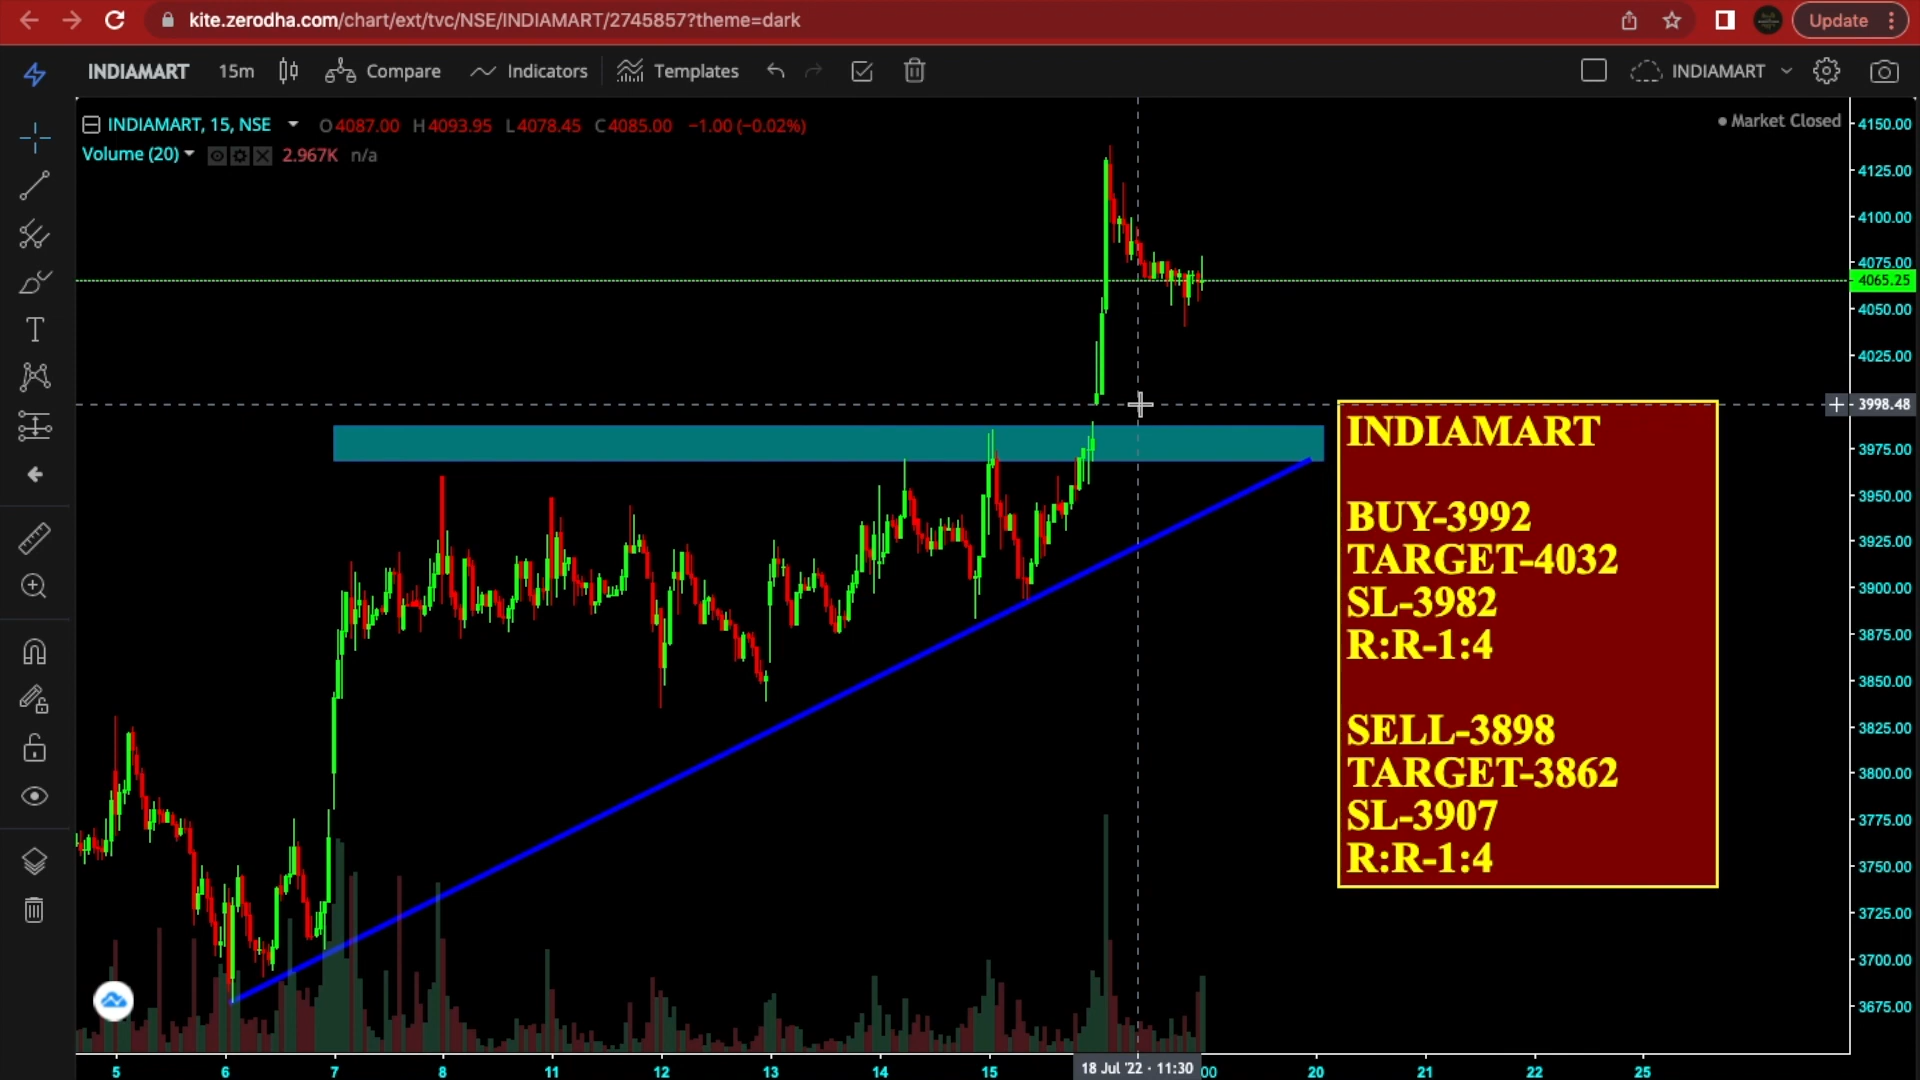 kite.zerodha.com/chart/ext/tvc/NSE/INDIAMART/2745857?theme=dark
Update
INDIAMART 15m Compare Indicators Templates INDIAMART
INDIAMART, 15, NSE O4087.00 H4093.95 L4078.45 C4085.00 −1.00 (−0.02%)
Market Closed
Volume (20) 2.967K n/a
4150.00
4125.00
4100.00
4075.00
4065.25
4050.00
4025.00
3998.48
3975.00
3950.00
3925.00
3900.00
3875.00
3850.00
3825.00
3800.00
3775.00
3750.00
3725.00
3700.00
3675.00
INDIAMART
BUY-3992
TARGET-4032
SL-3982
R:R-1:4
SELL-3898
TARGET-3862
SL-3907
R:R-1:4
5 6 7 8 11 12 13 14 15 18 Jul '22 · 11:30 :00 20 21 22 25